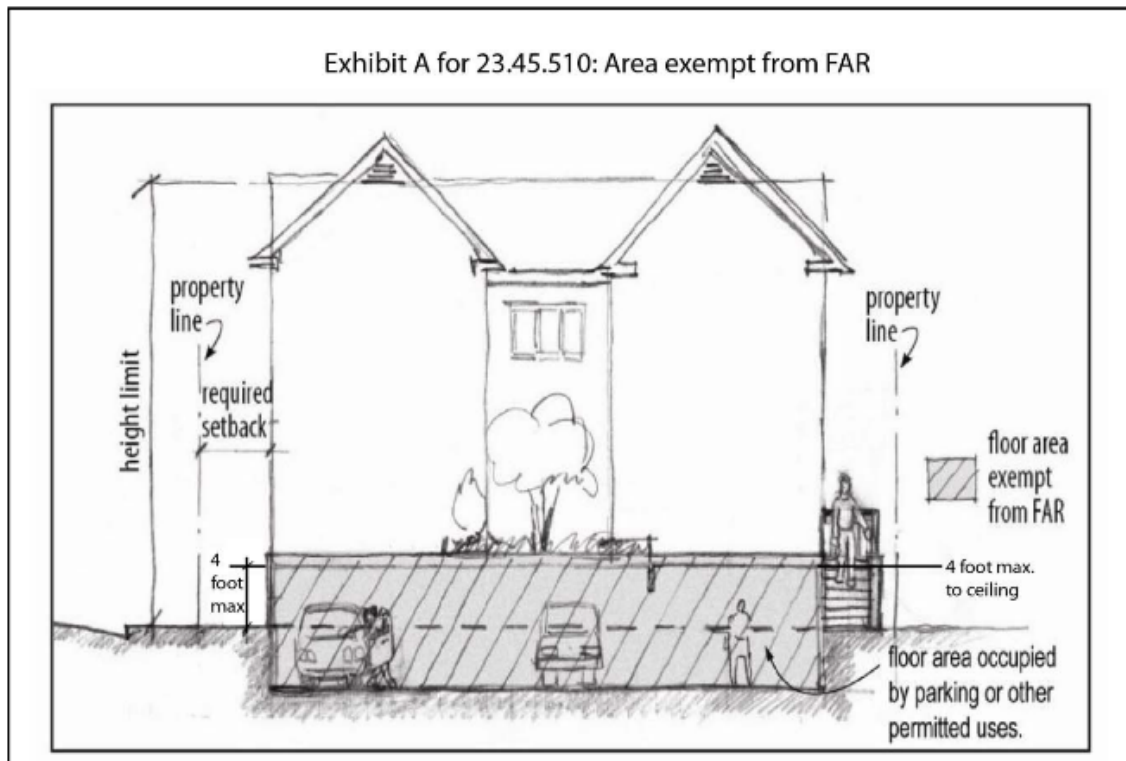 Exhibit A for 23.45.510: Area exempt from FAR
property
line
required
setback
height limit
4
foot
max
property
line
floor area
exempt
from FAR
4 foot max.
to ceiling
floor area occupied
by parking or other
permitted uses.